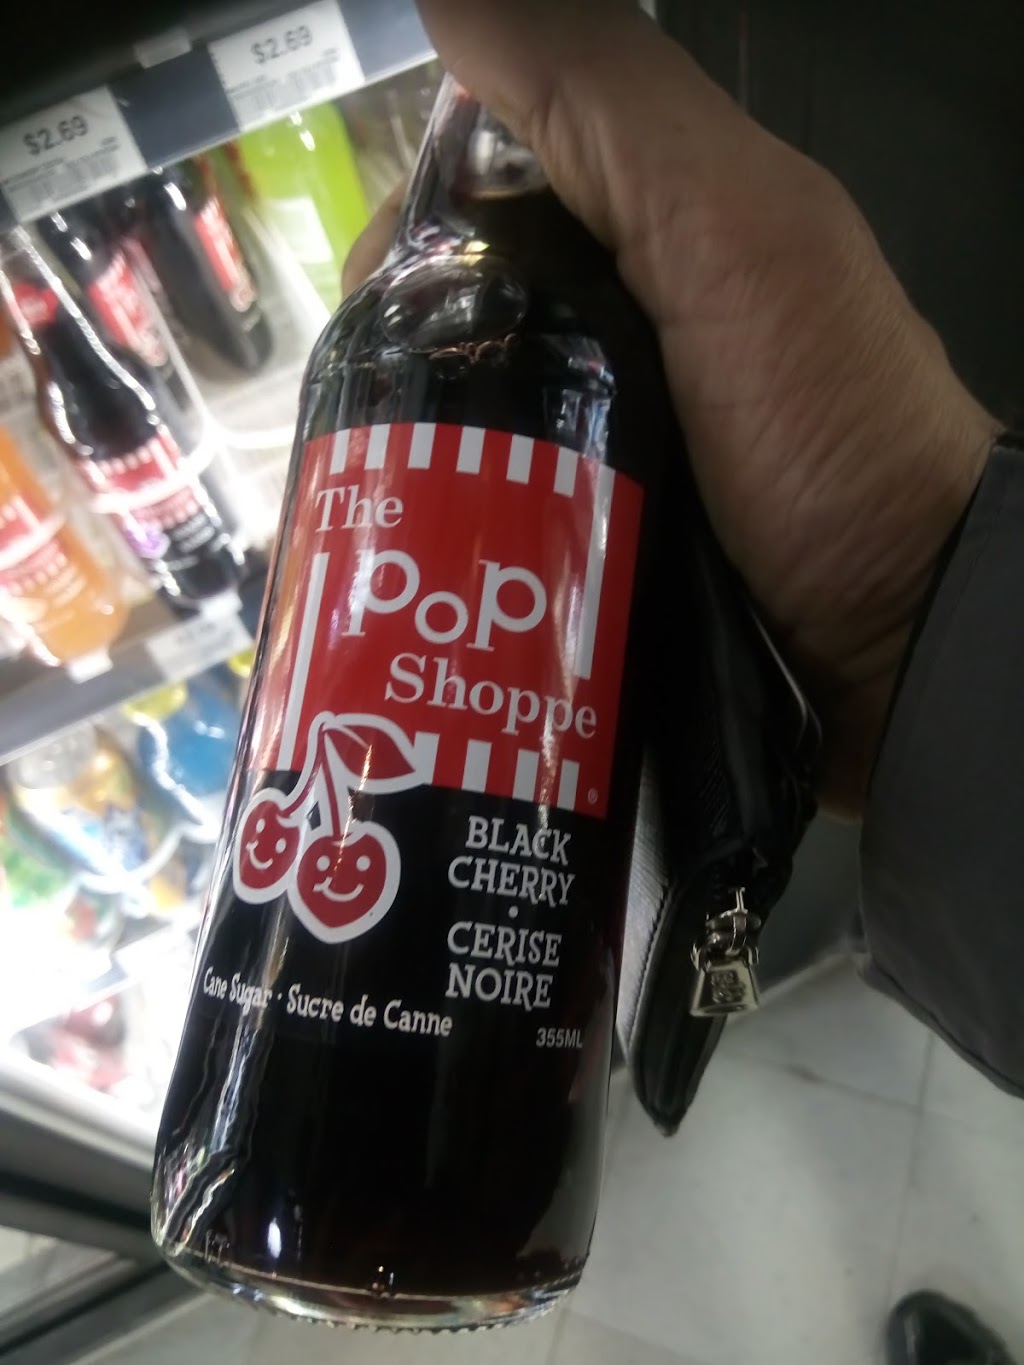 $2.69
$2.69
The
Pop
Shoppe
®
BLACK
CHERRY
•
CERISE
NOIRE
Cane Sugar · Sucre de Canne
355ML